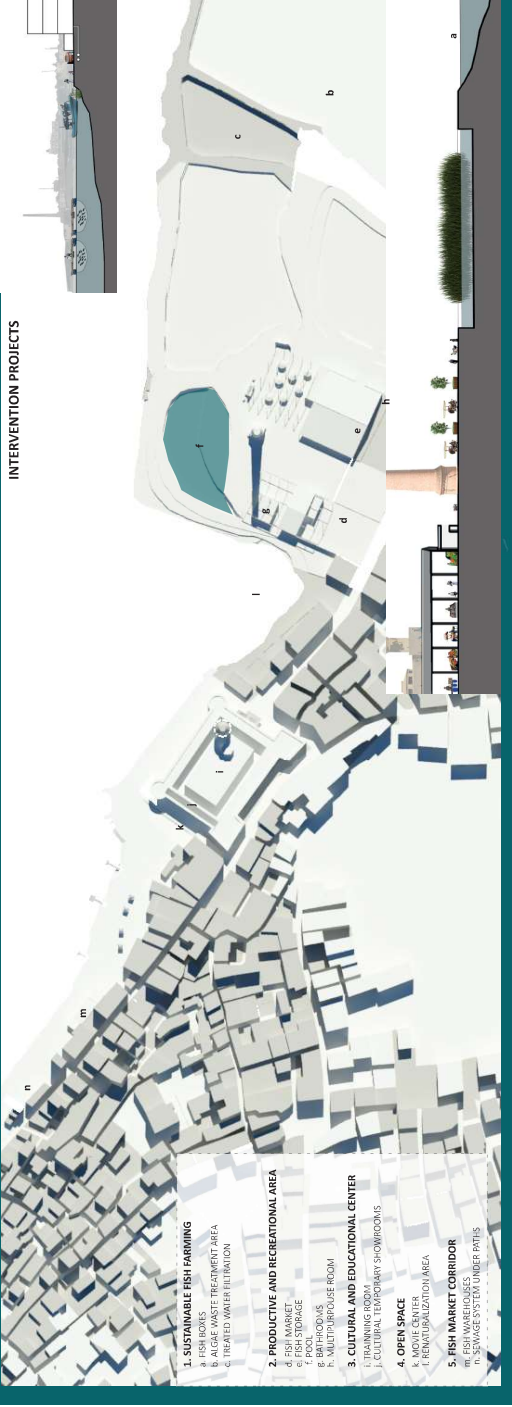 INTERVENTION PROJECTS
1. SUSTAINABLE FISH FARMING
a. FISH BOXES
b. ALGAE WASTE TREATMENT AREA
c. TREATED WATER FILTRATION
2. PRODUCTIVE AND RECREATIONAL AREA
d. FISH MARKET
e. FISH STORAGE
f. POOL
g. BATHROOMS
h. MULTIPURPOUSE ROOM
3. CULTURAL AND EDUCATIONAL CENTER
i. TRAINNING ROOM
j. CULTURAL TEMPORARY SHOWROOMS
4. OPEN SPACE
k. MOVIE CENTER
l. RENATURALIZATION AREA
5. FISH MARKET CORRIDOR
m. FISH WAREHOUSES
n. SEWAGE SYSTEM UNDER PATHS
n
m
k
j
i
l
g
f
d
e
h
c
b
a